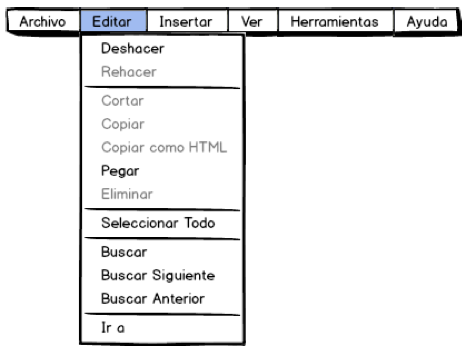 Archivo Editar Insertar Ver Herramientas Ayuda
Deshacer
Rehacer
Cortar
Copiar
Copiar como HTML
Pegar
Eliminar
Seleccionar Todo
Buscar
Buscar Siguiente
Buscar Anterior
Ir a